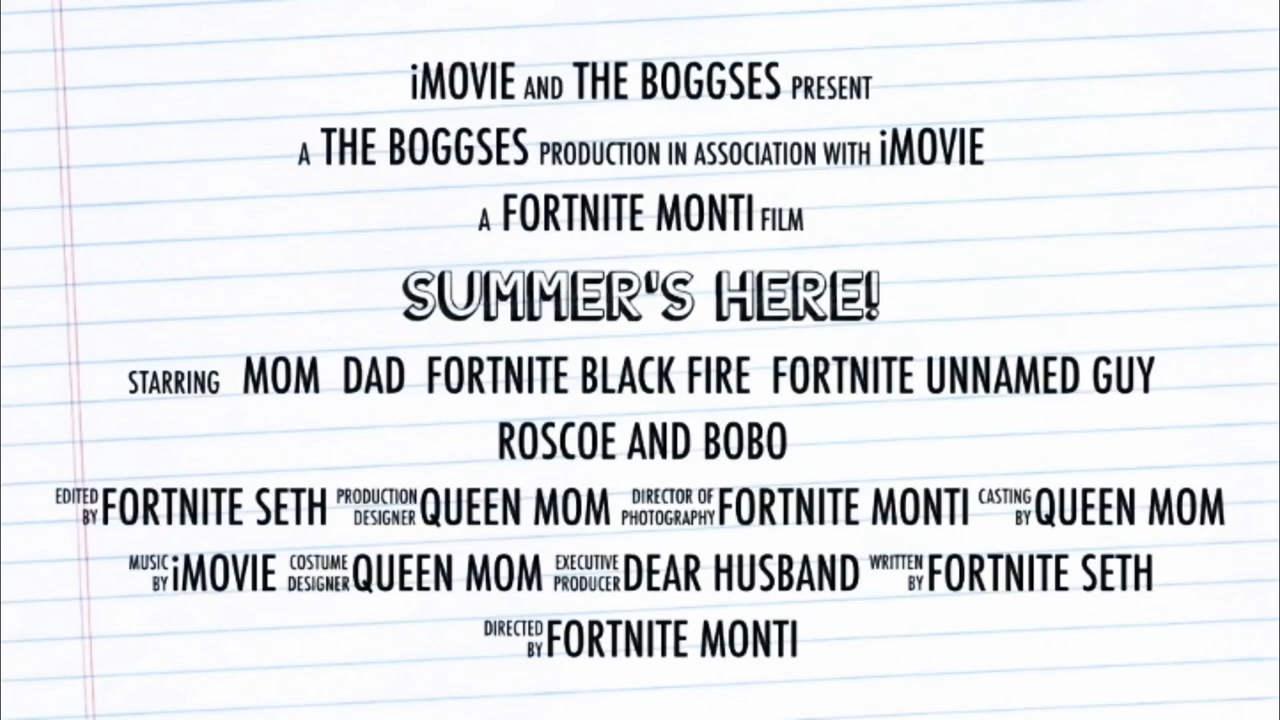 iMOVIE AND THE BOGGSES PRESENT
A THE BOGGSES PRODUCTION IN ASSOCIATION WITH iMOVIE
A FORTNITE MONTI FILM
SUMMER'S HERE!
STARRING MOM DAD FORTNITE BLACK FIRE FORTNITE UNNAMED GUY
ROSCOE AND BOBO
EDITED BY FORTNITE SETH PRODUCTION DESIGNER QUEEN MOM DIRECTOR OF PHOTOGRAPHY FORTNITE MONTI CASTING BY QUEEN MOM
MUSIC BY iMOVIE COSTUME DESIGNER QUEEN MOM EXECUTIVE PRODUCER DEAR HUSBAND WRITTEN BY FORTNITE SETH
DIRECTED BY FORTNITE MONTI